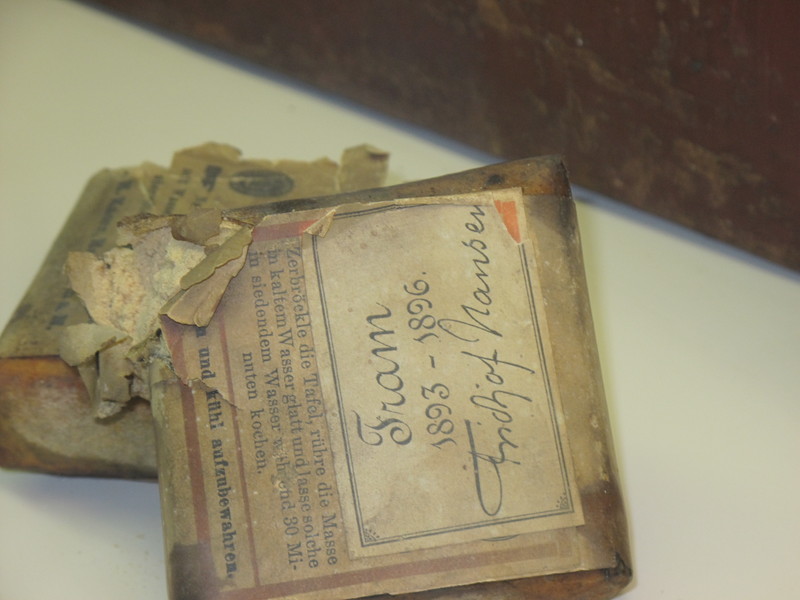 Fram
1893 - 1896.
Fridtjof Nansen
Zerbröckle die Tafel, rühre die Masse
in kaltem Wasser glatt und lasse solche
in siedendem Wasser während 30 Mi-
nuten kochen.
und kühl aufzubewahren.